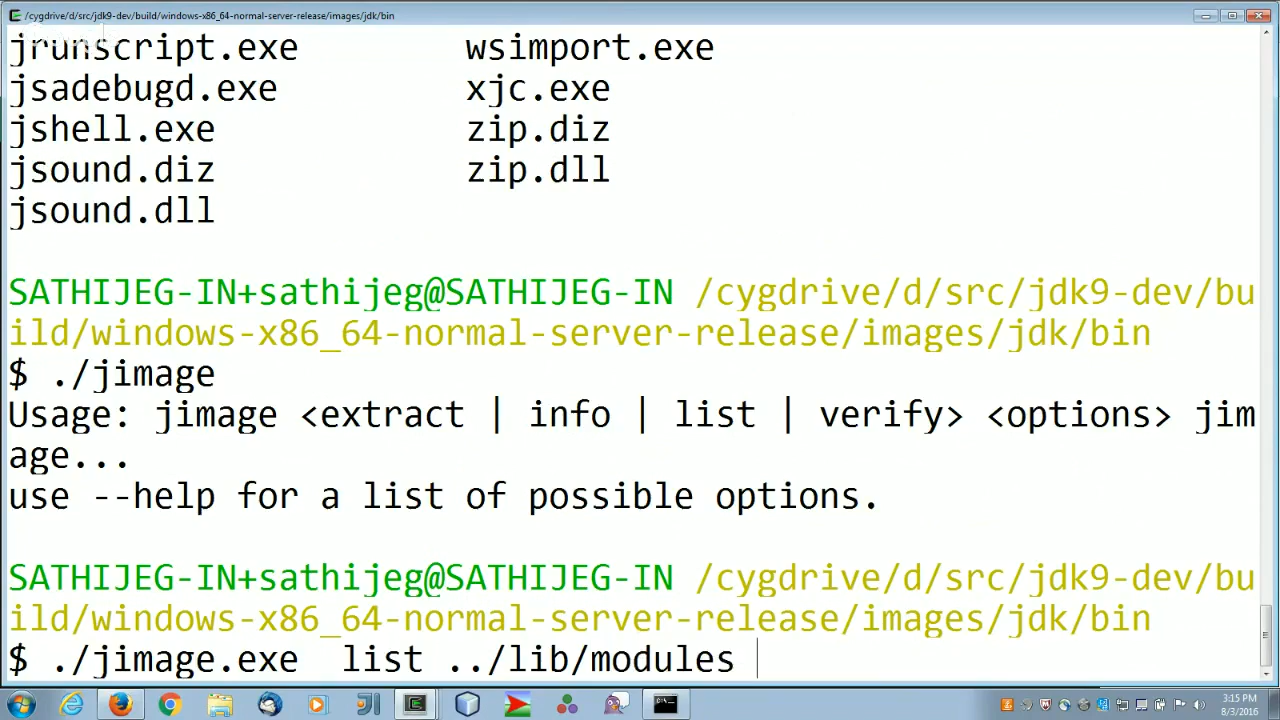 /cygdrive/d/src/jdk9-dev/build/windows-x86_64-normal-server-release/images/jdk/bin
jrunscript.exe wsimport.exe
jsadebugd.exe xjc.exe
jshell.exe zip.diz
jsound.diz zip.dll
jsound.dll
SATHIJEG-IN+sathijeg@SATHIJEG-IN /cygdrive/d/src/jdk9-dev/bu
ild/windows-x86_64-normal-server-release/images/jdk/bin
$ ./jimage
Usage: jimage <extract | info | list | verify> <options> jim
age...
use --help for a list of possible options.
SATHIJEG-IN+sathijeg@SATHIJEG-IN /cygdrive/d/src/jdk9-dev/bu
ild/windows-x86_64-normal-server-release/images/jdk/bin
$ ./jimage.exe  list ../lib/modules
3:15 PM
8/3/2016